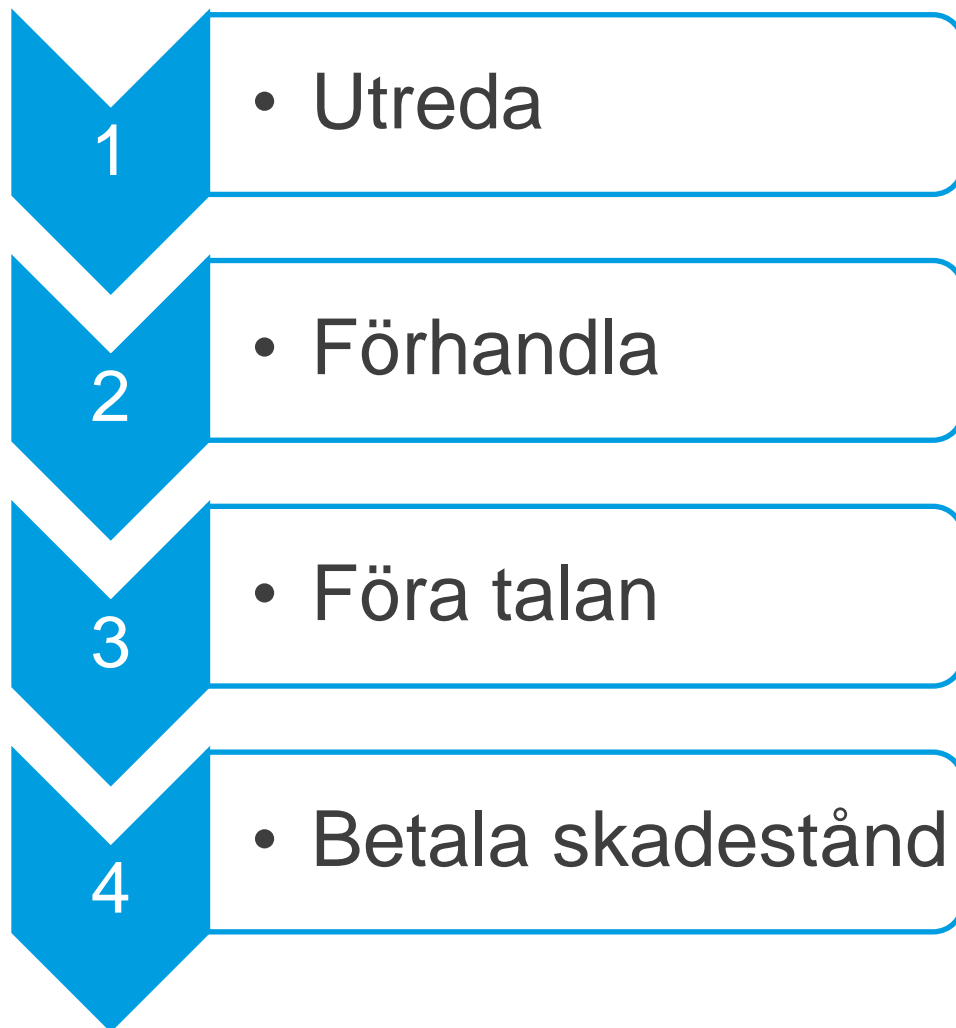 1
• Utreda
2
• Förhandla
3
• Föra talan
4
• Betala skadestånd